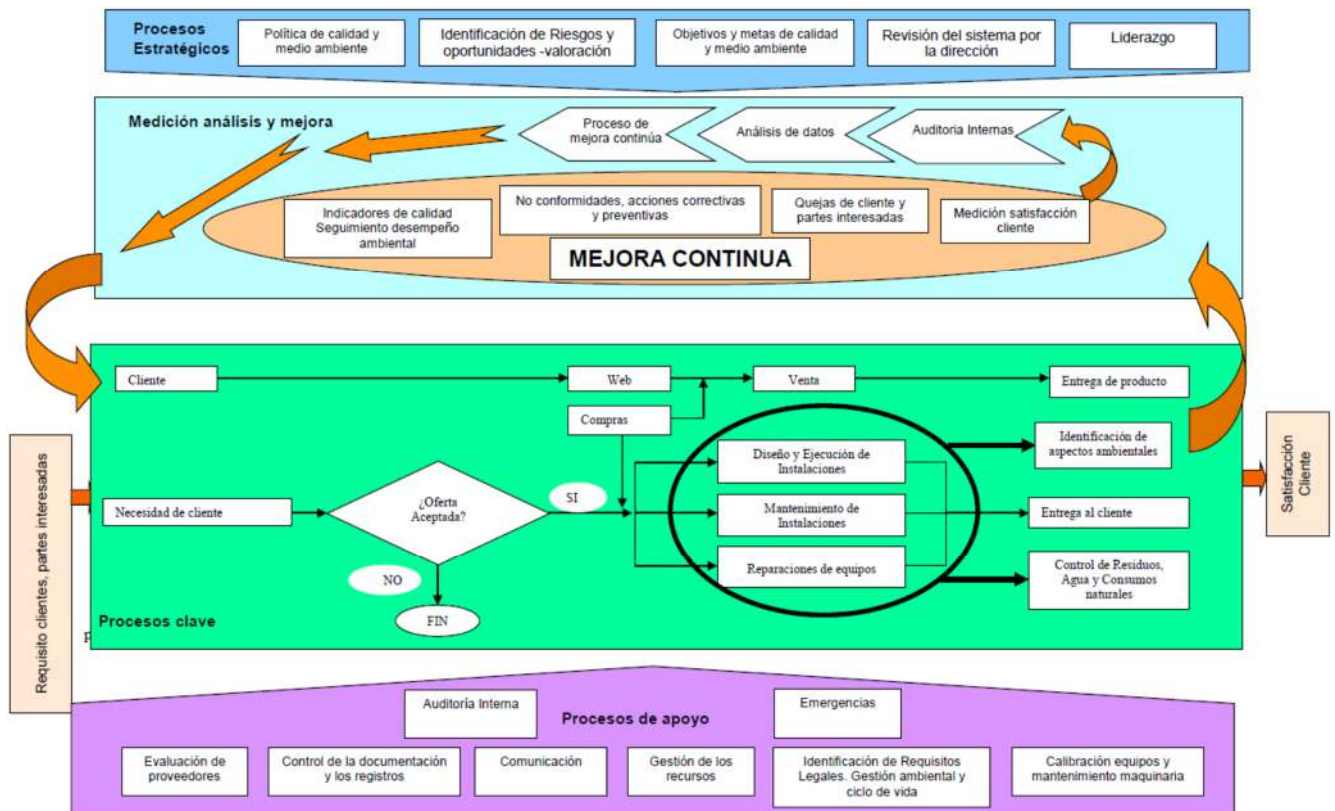 Procesos
Estratégicos
Política de calidad y
medio ambiente
Identificación de Riesgos y
oportunidades -valoración
Objetivos y metas de calidad
y medio ambiente
Revisión del sistema por
la dirección
Liderazgo
Medición análisis y mejora
Proceso de
mejora continúa
Análisis de datos
Auditoria Internas
Indicadores de calidad
Seguimiento desempeño
ambiental
No conformidades, acciones correctivas
y preventivas
Quejas de cliente y
partes interesadas
Medición satisfacción
cliente
MEJORA CONTINUA
Cliente
Web
Venta
Entrega de producto
Compras
Identificación de
aspectos ambientales
Diseño y Ejecución de
Instalaciones
Necesidad de cliente
¿Oferta
Aceptada?
SI
Mantenimiento de
Instalaciones
Entrega al cliente
NO
Reparaciones de equipos
Control de Residuos,
Agua y Consumos
naturales
FIN
Procesos clave
Requisito clientes, partes interesadas
Satisfacción
Cliente
Auditoría Interna
Procesos de apoyo
Emergencias
Evaluación de
proveedores
Control de la documentación
y los registros
Comunicación
Gestión de los
recursos
Identificación de Requisitos
Legales. Gestión ambiental y
ciclo de vida
Calibración equipos y
mantenimiento maquinaria